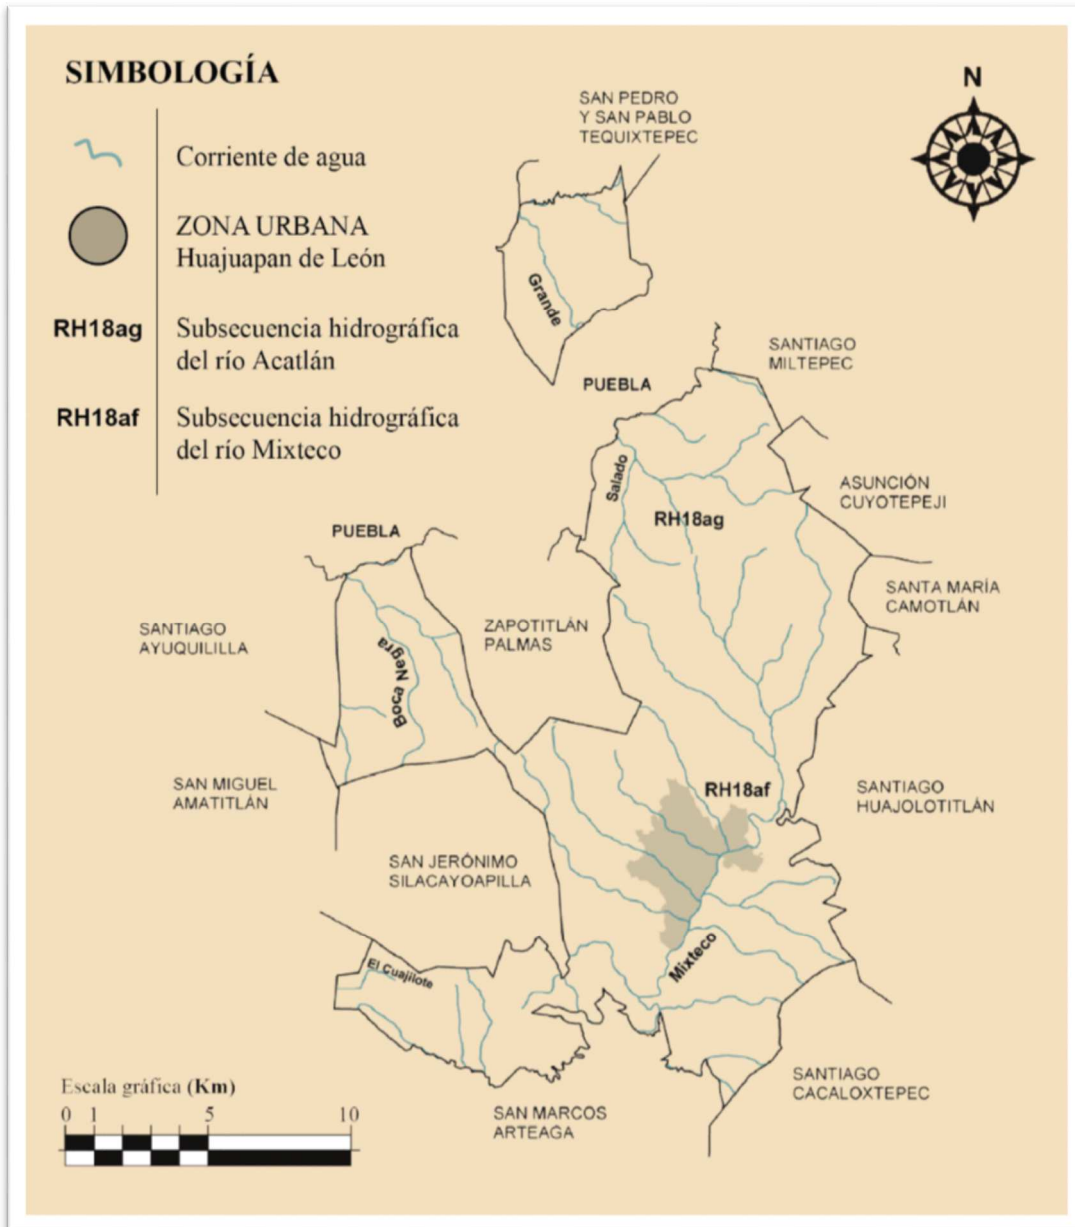 SIMBOLOGÍA
Corriente de agua
ZONA URBANA
Huajuapan de León
RH18ag
Subsecuencia hidrográfica
del río Acatlán
RH18af
Subsecuencia hidrográfica
del río Mixteco
N
SAN PEDRO
Y SAN PABLO
TEQUIXTEPEC
Grande
PUEBLA
SANTIAGO
MILTEPEC
Salado
RH18ag
ASUNCIÓN
CUYOTEPEJI
PUEBLA
SANTA MARÍA
CAMOTLÁN
SANTIAGO
AYUQUILILLA
ZAPOTITLÁN
PALMAS
Boca Negra
SAN MIGUEL
AMATITLÁN
RH18af
SANTIAGO
HUAJOLOTITLÁN
SAN JERÓNIMO
SILACAYOAPILLA
Mixteco
El Cuajilote
SANTIAGO
CACALOXTEPEC
SAN MARCOS
ARTEAGA
Escala gráfica (Km)
0 1 5 10